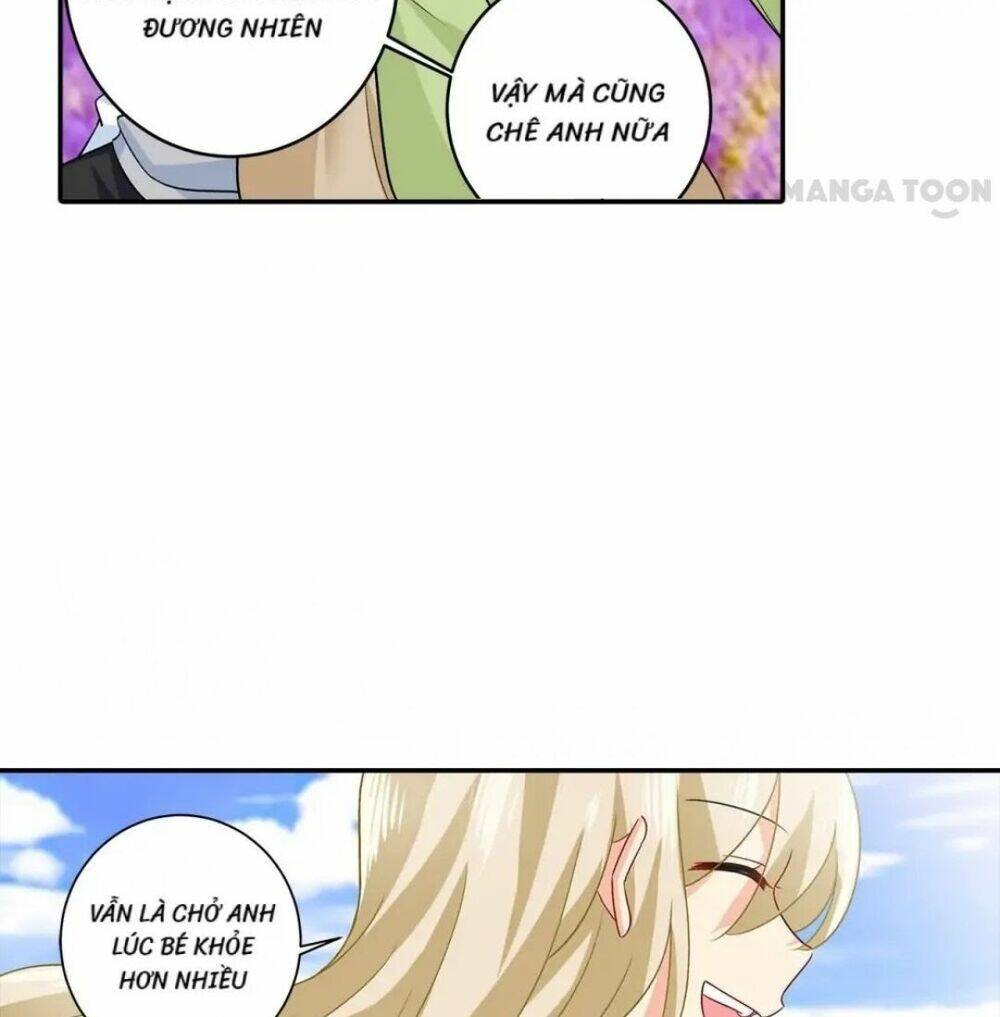 ĐƯƠNG NHIÊN
VẬY MÀ CŨNG
CHÊ ANH NỮA
MANGA TOON
VẪN LÀ CHỞ ANH
LÚC BÉ KHỎE
HƠN NHIỀU